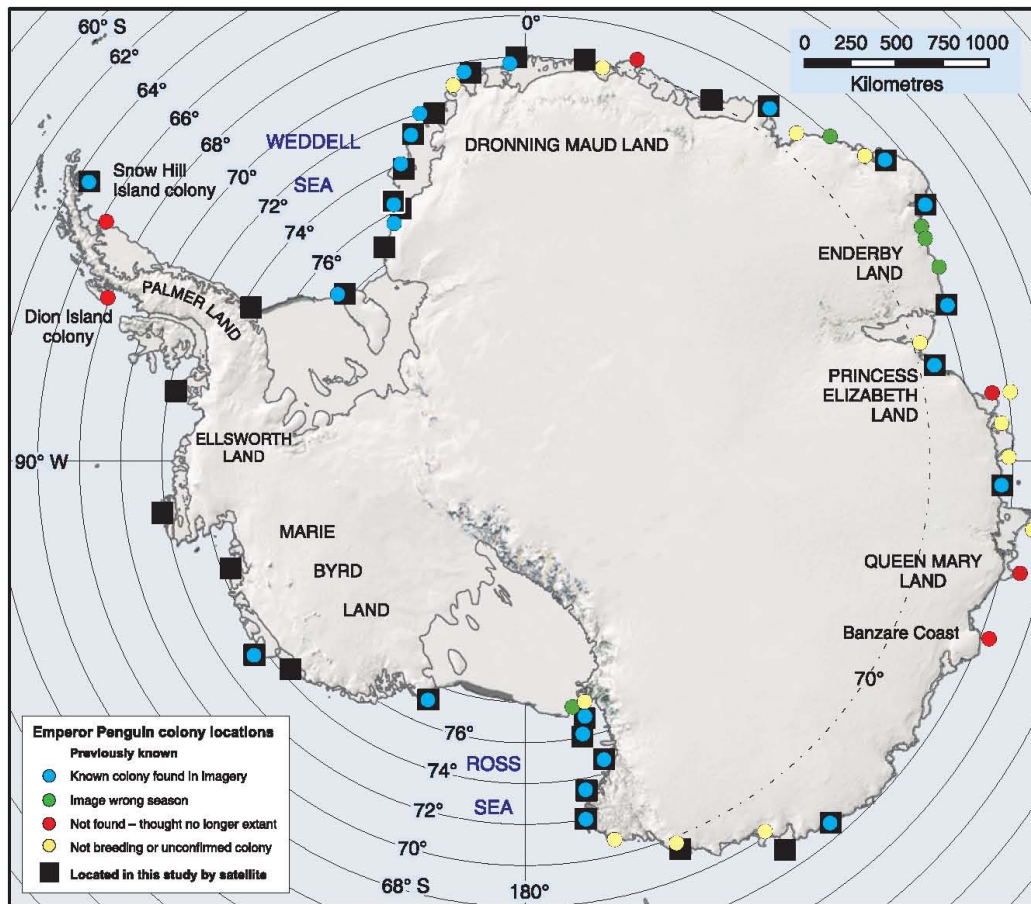 60° S
62°
64°
66°
68°
70°
72°
74°
76°
0°
0 250 500 750 1000
Kilometres
WEDDELL
SEA
DRONNING MAUD LAND
Snow Hill
Island colony
PALMER LAND
Dion Island
colony
ENDERBY
LAND
PRINCESS
ELIZABETH
LAND
ELLSWORTH
LAND
90° W
MARIE
BYRD
LAND
QUEEN MARY
LAND
Banzare Coast
70°
76°
74°
72°
70°
68° S
ROSS
SEA
180°
Emperor Penguin colony locations
Previously known
Known colony found in imagery
Image wrong season
Not found – thought no longer extant
Not breeding or unconfirmed colony
Located in this study by satellite